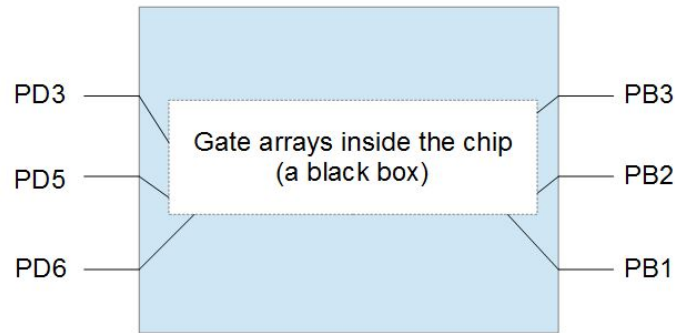 PD3
PB3
Gate arrays inside the chip
(a black box)
PD5
PB2
PD6
PB1